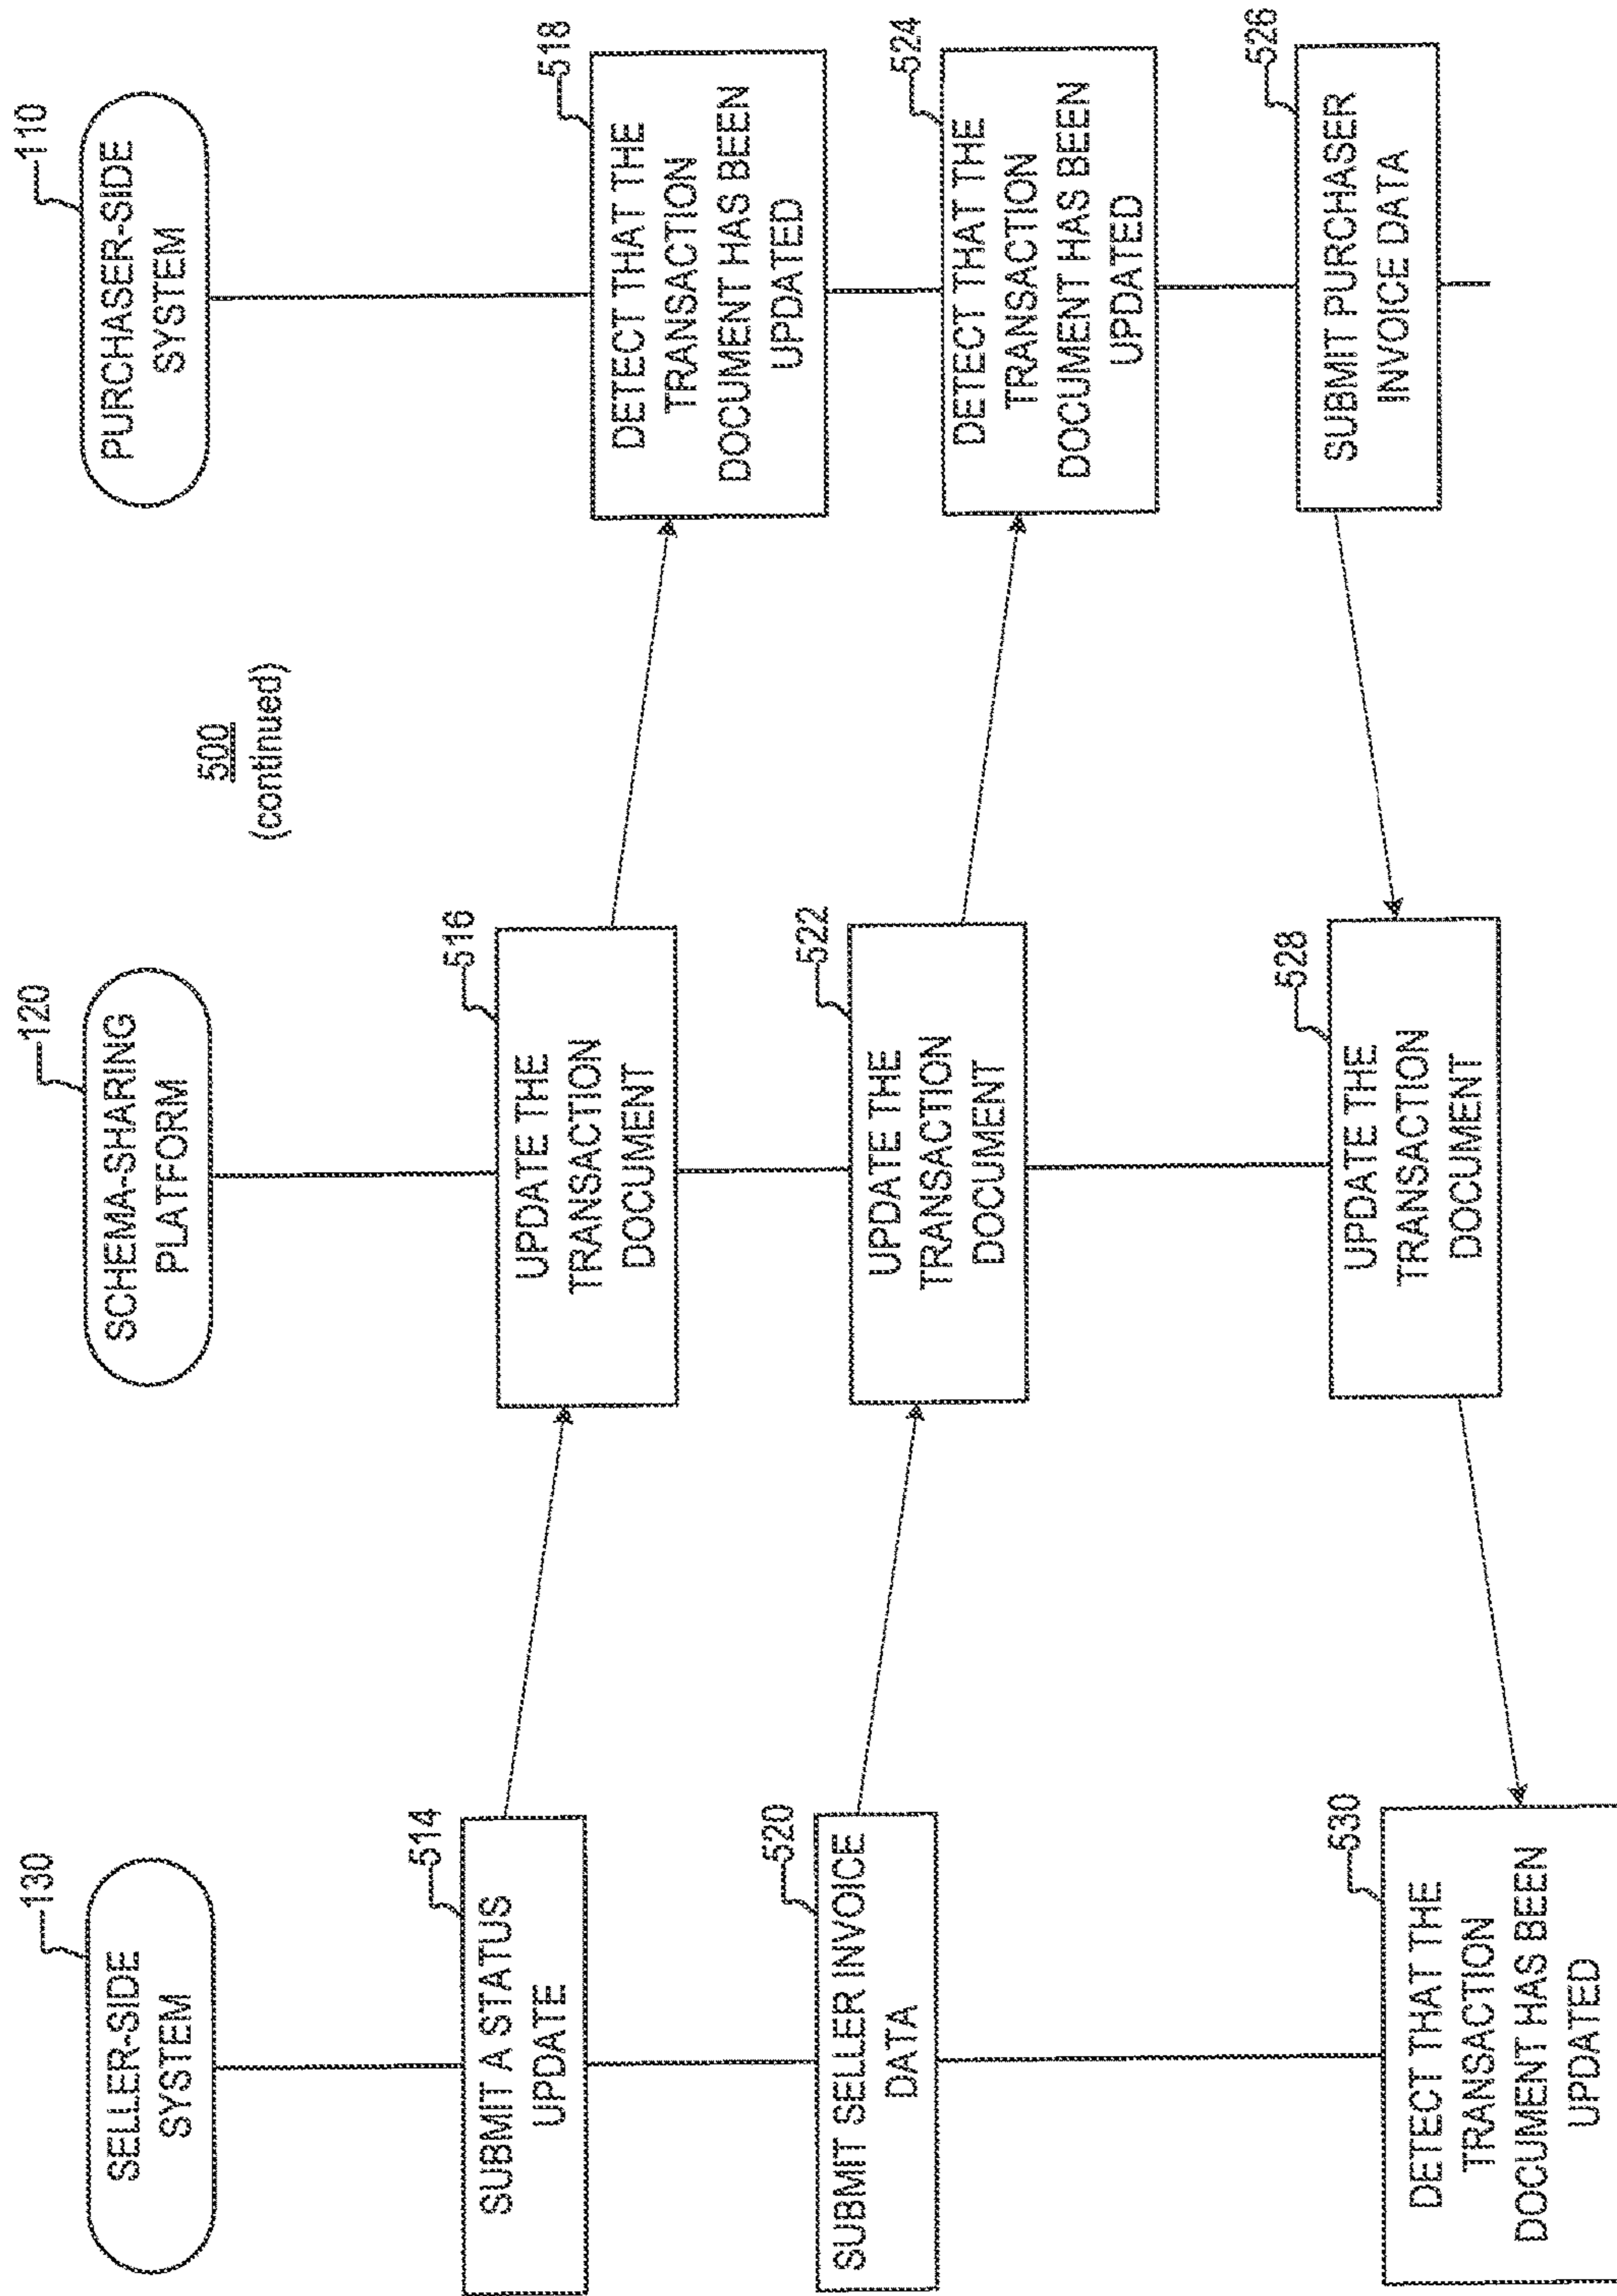 500
(continued)
130
SELLER-SIDE
SYSTEM
120
SCHEMA-SHARING
PLATFORM
110
PURCHASER-SIDE
SYSTEM
514
SUBMIT A STATUS
UPDATE
516
UPDATE THE
TRANSACTION
DOCUMENT
518
DETECT THAT THE
TRANSACTION
DOCUMENT HAS BEEN
UPDATED
520
SUBMIT SELLER INVOICE
DATA
522
UPDATE THE
TRANSACTION
DOCUMENT
524
DETECT THAT THE
TRANSACTION
DOCUMENT HAS BEEN
UPDATED
526
SUBMIT PURCHASER
INVOICE DATA
528
UPDATE THE
TRANSACTION
DOCUMENT
530
DETECT THAT THE
TRANSACTION
DOCUMENT HAS BEEN
UPDATED